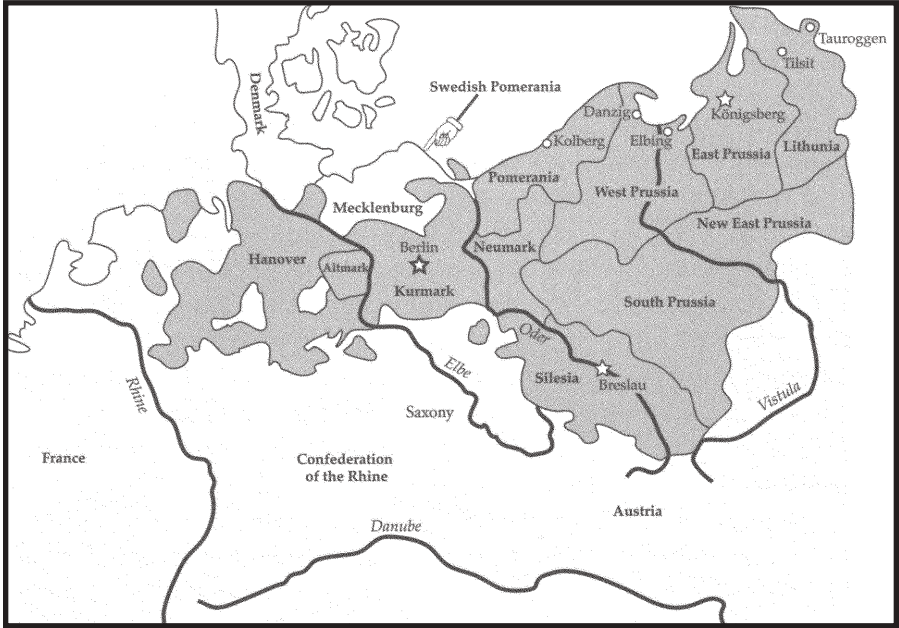 Tauroggen
Tilsit
Denmark
Swedish Pomerania
Danzig
Königsberg
Kolberg
Elbing
East Prussia
Lithunia
Pomerania
West Prussia
Mecklenburg
New East Prussia
Berlin
Neumark
Hanover
Altmark
Kurmark
South Prussia
Oder
Elbe
Silesia
Breslau
Rhine
Vistula
Saxony
France
Confederation
of the Rhine
Austria
Danube